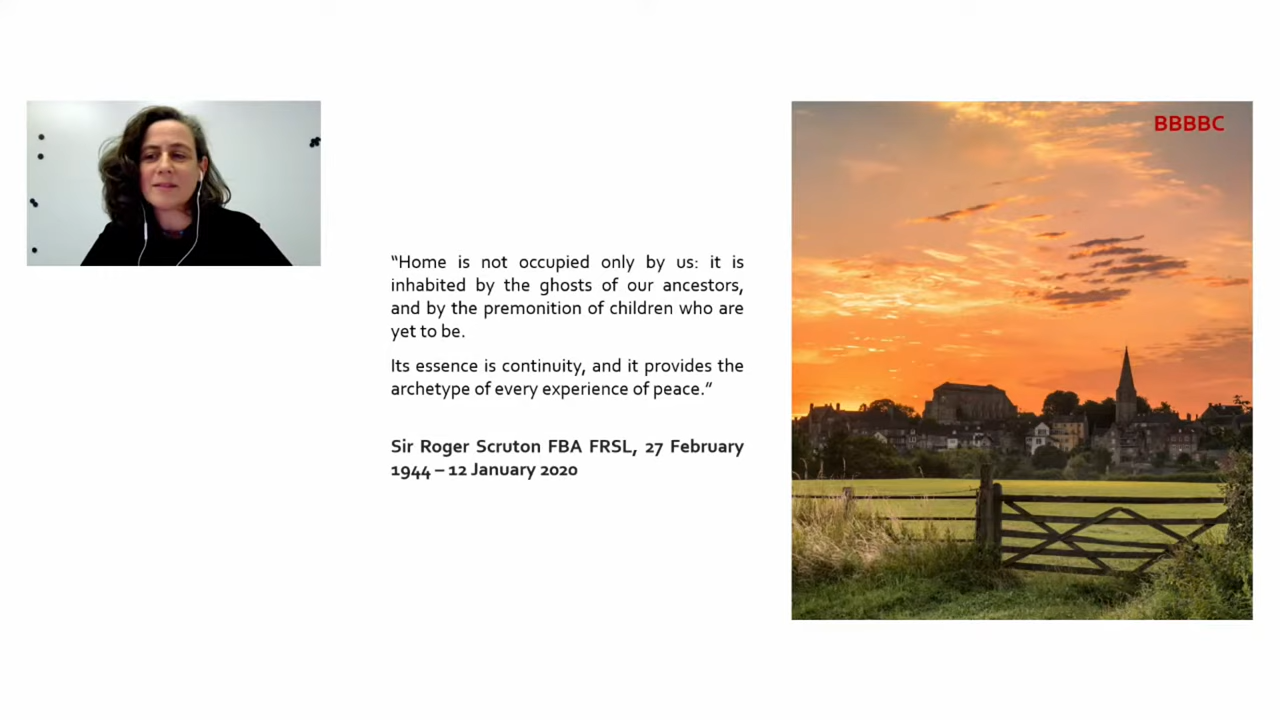 BBBBC
“Home is not occupied only by us: it is
inhabited by the ghosts of our ancestors,
and by the premonition of children who are
yet to be.
Its essence is continuity, and it provides the
archetype of every experience of peace.”
Sir Roger Scruton FBA FRSL, 27 February
1944 – 12 January 2020